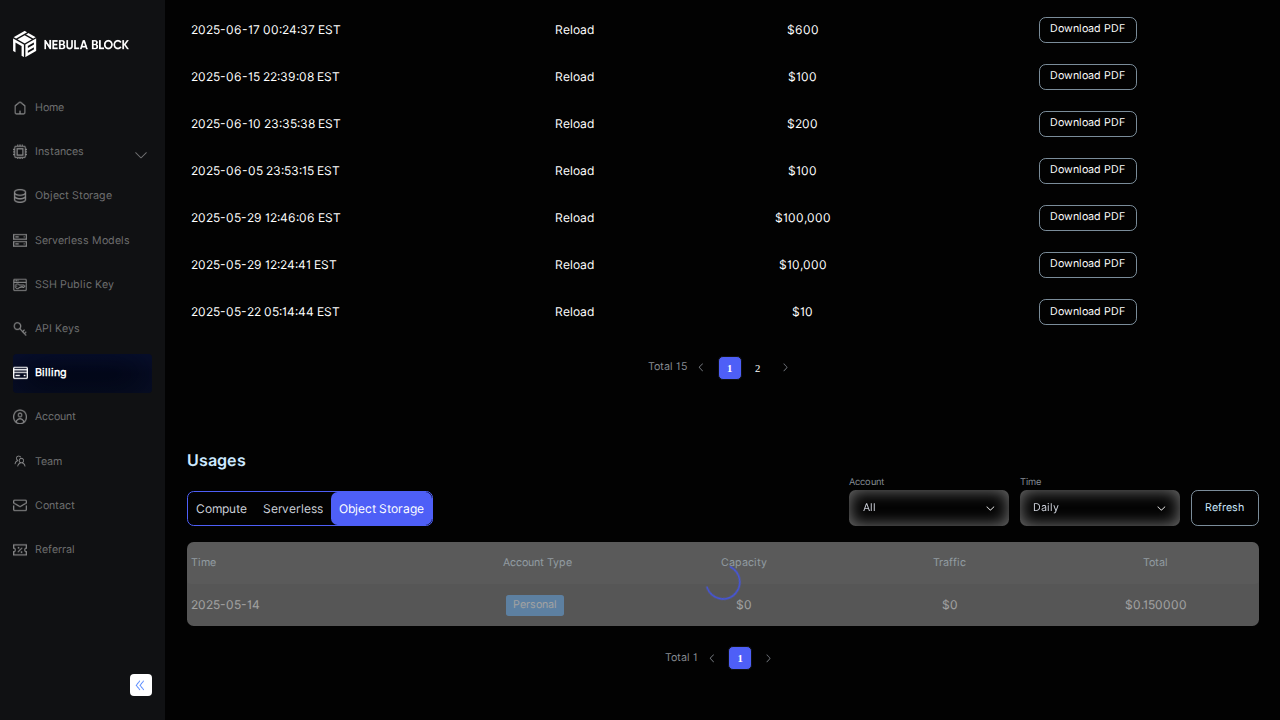 NEBULA BLOCK
Home
Instances
Object Storage
Serverless Models
SSH Public Key
API Keys
Billing
Account
Team
Contact
Referral
2025-06-17 00:24:37 EST Reload $600 Download PDF
2025-06-15 22:39:08 EST Reload $100 Download PDF
2025-06-10 23:35:38 EST Reload $200 Download PDF
2025-06-05 23:53:15 EST Reload $100 Download PDF
2025-05-29 12:46:06 EST Reload $100,000 Download PDF
2025-05-29 12:24:41 EST Reload $10,000 Download PDF
2025-05-22 05:14:44 EST Reload $10 Download PDF
Total 15 1 2
Usages
Account Time
Compute Serverless Object Storage All Daily Refresh
Time Account Type Capacity Traffic Total
2025-05-14 Personal $0 $0 $0.150000
Total 1 1